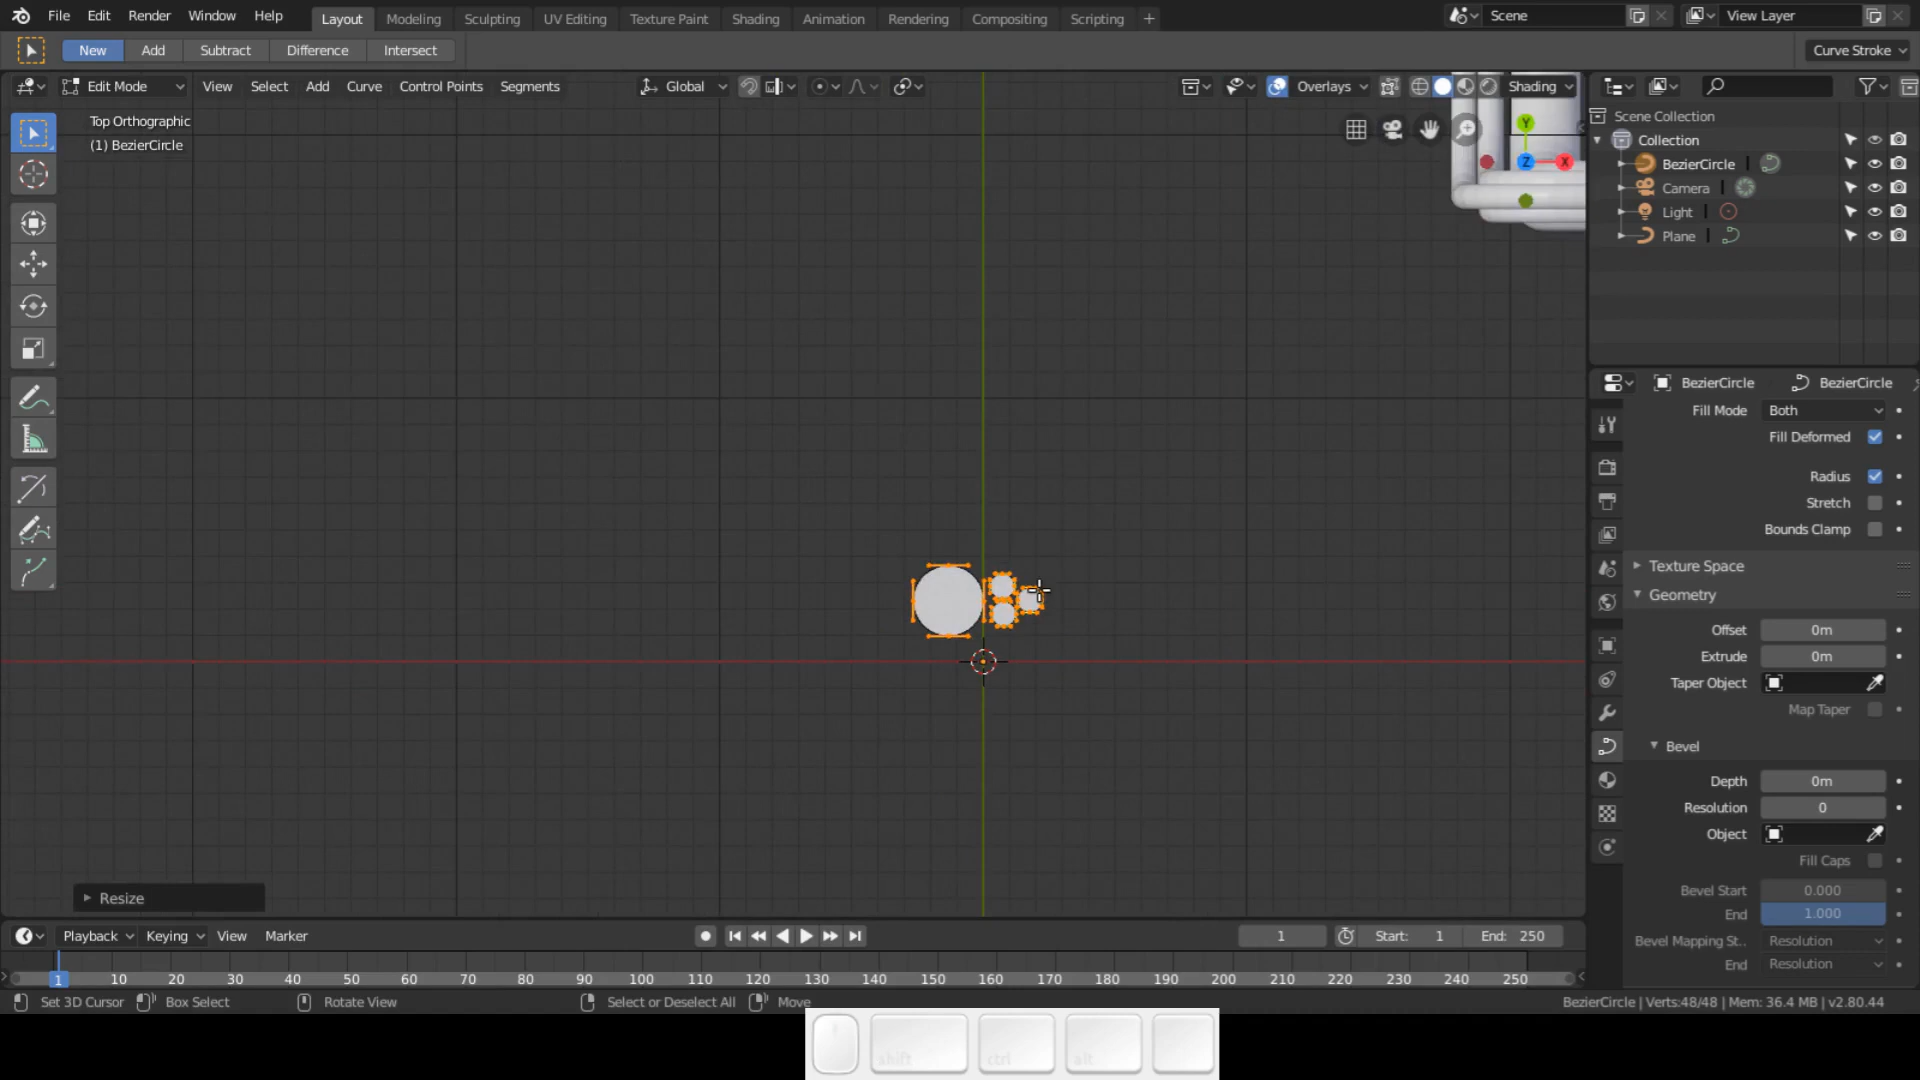 File Edit Render Window Help Layout Modeling Sculpting UV Editing Texture Paint Shading Animation Rendering Compositing Scripting + Scene View Layer
New Add Subtract Difference Intersect Curve Stroke
Edit Mode View Select Add Curve Control Points Segments Global Overlays Shading
Top Orthographic
(1) BezierCircle
Y
Z
X
Scene Collection
Collection
BezierCircle
Camera
Light
Plane
BezierCircle BezierCircle
Fill Mode Both
Fill Deformed
Radius
Stretch
Bounds Clamp
Texture Space
Geometry
Offset 0m
Extrude 0m
Taper Object
Map Taper
Bevel
Depth 0m
Resolution 0
Object
Fill Caps
Bevel Start 0.000
End 1.000
Bevel Mapping St.. Resolution
End Resolution
Resize
Playback Keying View Marker 1 Start: 1 End: 250
1 10 20 30 40 50 60 70 80 90 100 110 120 130 140 150 160 170 180 190 200 210 220 230 240 250
Set 3D Cursor Box Select Rotate View Select or Deselect All Move BezierCircle | Verts:48/48 | Mem: 36.4 MB | v2.80.44
shift ctrl alt